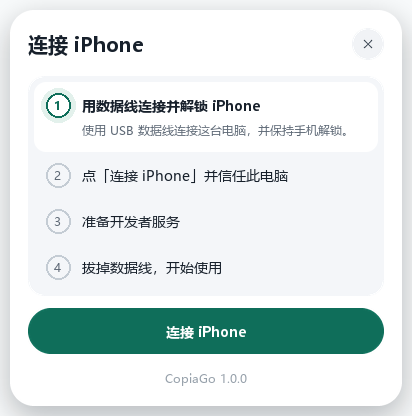 连接 iPhone
1 用数据线连接并解锁 iPhone
使用 USB 数据线连接这台电脑，并保持手机解锁。
2 点「连接 iPhone」并信任此电脑
3 准备开发者服务
4 拔掉数据线，开始使用
连接 iPhone
CopiaGo 1.0.0